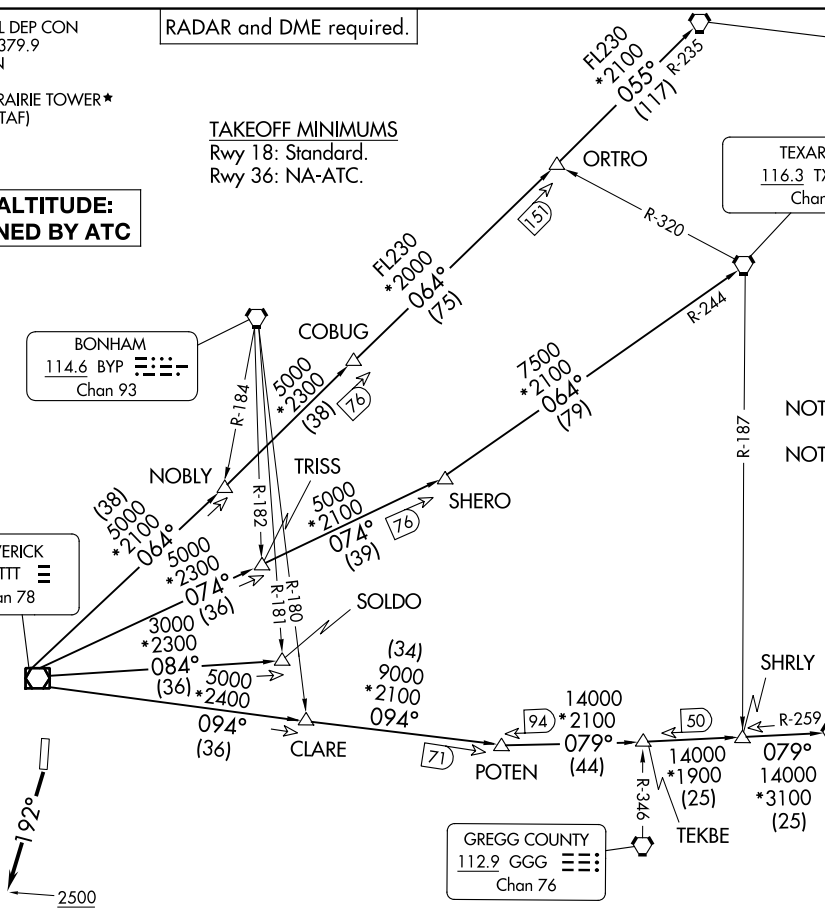 L DEP CON
379.9
N
RAIRIE TOWER★
TAF)
RADAR and DME required.
TAKEOFF MINIMUMS
Rwy 18: Standard.
Rwy 36: NA-ATC.
ALTITUDE:
NED BY ATC
FL230
*2100
055°
(117)
R-235
ORTRO
151
R-320
TEXAR
116.3 TX
Chan
FL230
*2000
064°
(75)
R-244
BONHAM
114.6 BYP
Chan 93
COBUG
76
5000
*2300
(38)
R-184
R-182
R-181
R-180
7500
*2100
064°
(79)
R-187
NOT
NOT
NOBLY
TRISS
SHERO
5000
*2100
074°
(39)
76
(38)
5000
*2100
064°
5000
*2300
074°
(36)
VERICK
TTT
an 78
3000
*2300
084°
(36)
SOLDO
5000
*2400
094°
(36)
CLARE
(34)
9000
*2100
094°
71
POTEN
94
14000
*2100
079°
(44)
50
14000
*1900
(25)
TEKBE
SHRLY
R-259
079°
14000
*3100
(25)
R-346
GREGG COUNTY
112.9 GGG
Chan 76
192°
2500